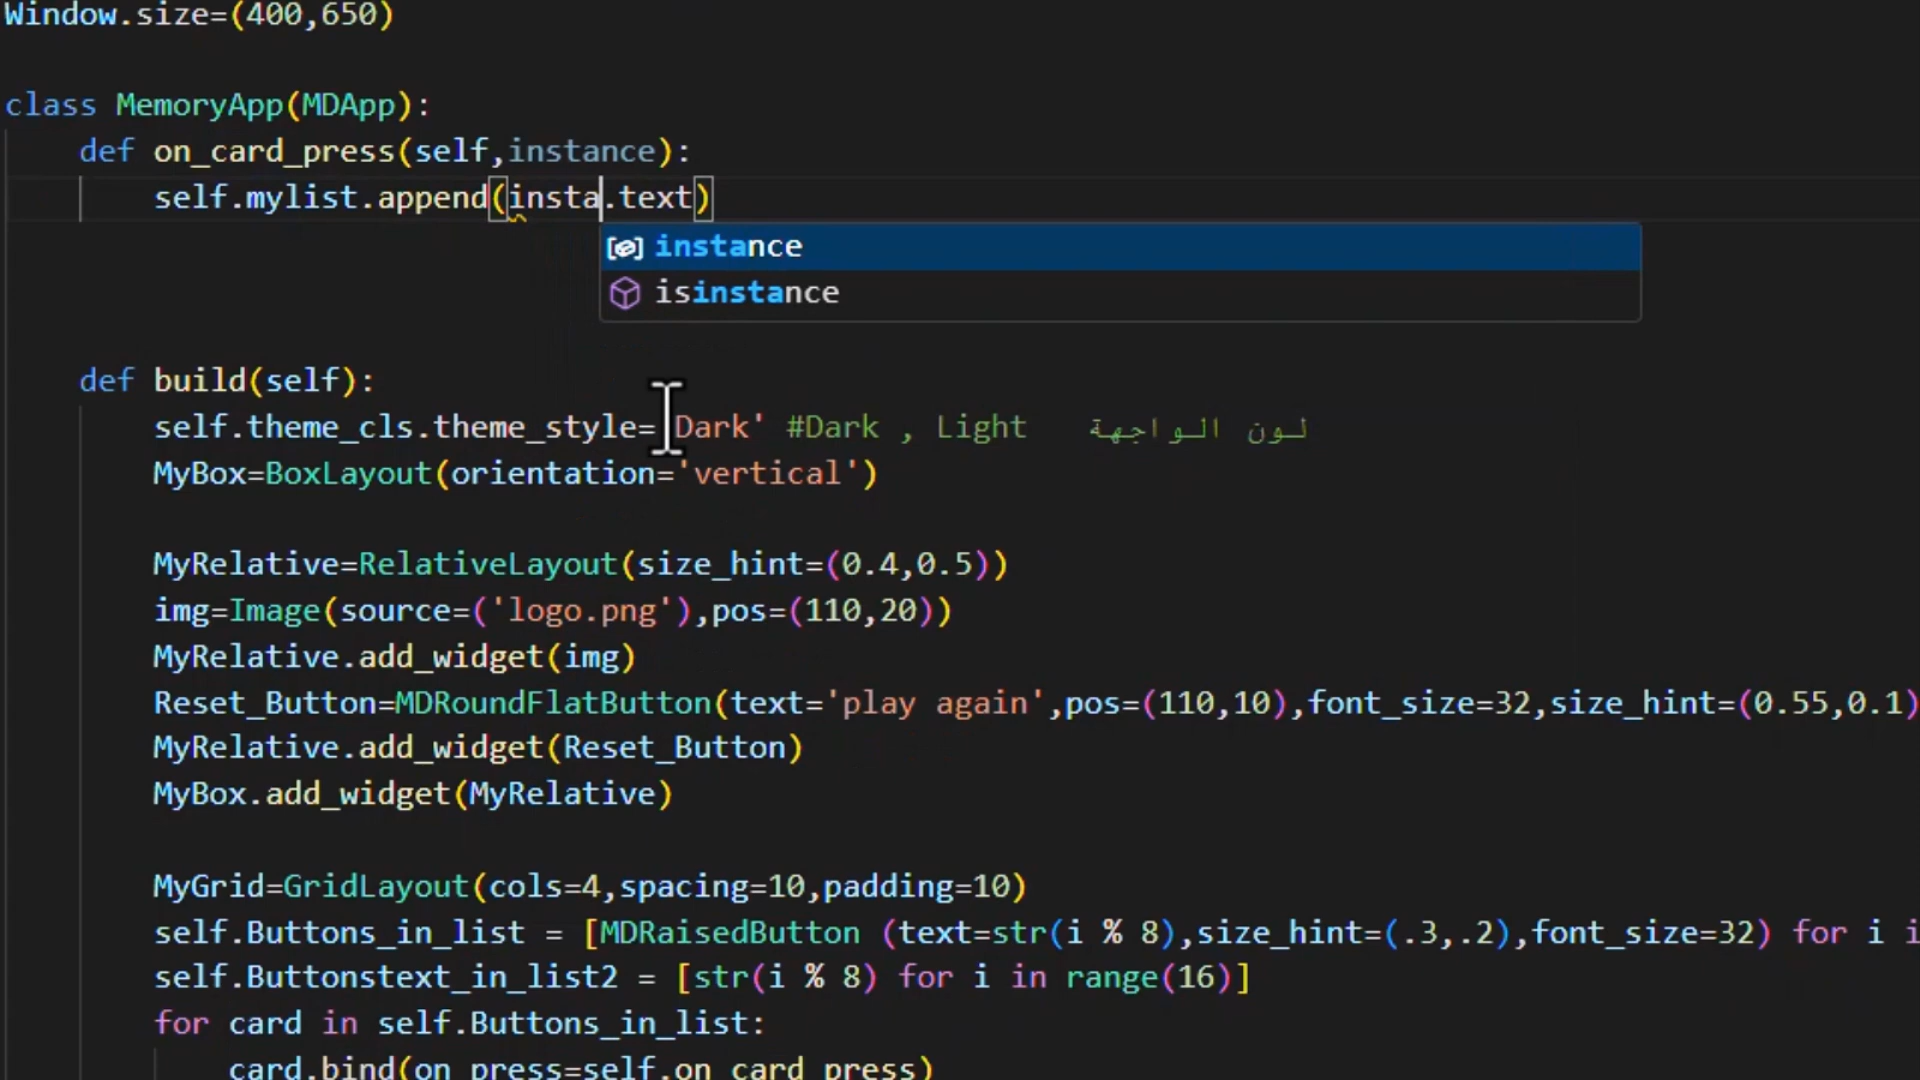 Window.size=(400,650)
class MemoryApp(MDApp):
def on_card_press(self,instance):
self.mylist.append(insta.text)
instance
isinstance
def build(self):
self.theme_cls.theme_style='Dark' #Dark , Light لون الواجهة
MyBox=BoxLayout(orientation='vertical')
MyRelative=RelativeLayout(size_hint=(0.4,0.5))
img=Image(source=('logo.png'),pos=(110,20))
MyRelative.add_widget(img)
Reset_Button=MDRoundFlatButton(text='play again',pos=(110,10),font_size=32,size_hint=(0.55,0.1)
MyRelative.add_widget(Reset_Button)
MyBox.add_widget(MyRelative)
MyGrid=GridLayout(cols=4,spacing=10,padding=10)
self.Buttons_in_list = [MDRaisedButton (text=str(i % 8),size_hint=(.3,.2),font_size=32) for i i
self.Buttonstext_in_list2 = [str(i % 8) for i in range(16)]
for card in self.Buttons_in_list:
card.bind(on_press=self.on_card_press)